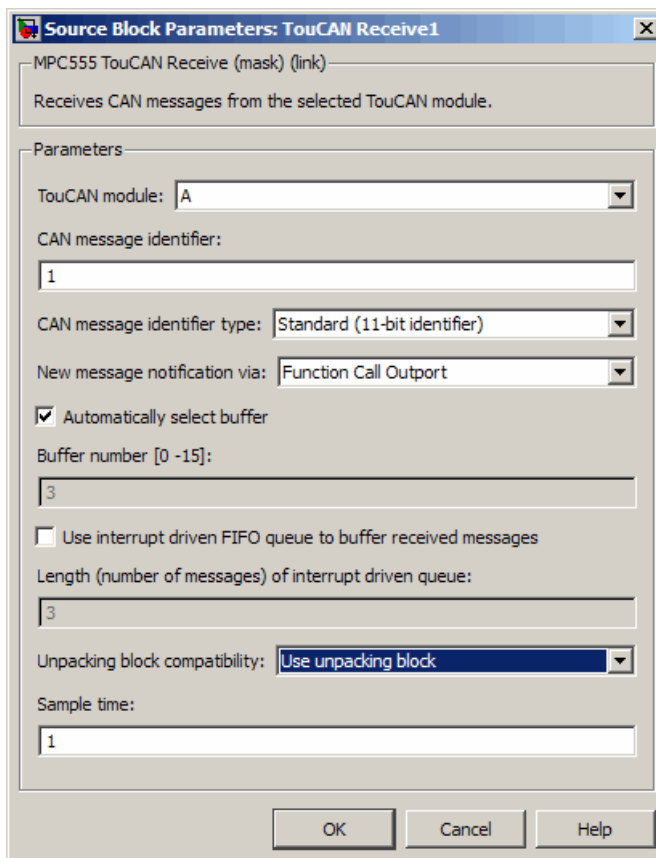 Source Block Parameters: TouCAN Receive1
MPC555 TouCAN Receive (mask) (link)
Receives CAN messages from the selected TouCAN module.
Parameters
TouCAN module: A
CAN message identifier:
1
CAN message identifier type: Standard (11-bit identifier)
New message notification via: Function Call Outport
Automatically select buffer
Buffer number [0 -15]:
3
Use interrupt driven FIFO queue to buffer received messages
Length (number of messages) of interrupt driven queue:
3
Unpacking block compatibility: Use unpacking block
Sample time:
1
OK Cancel Help